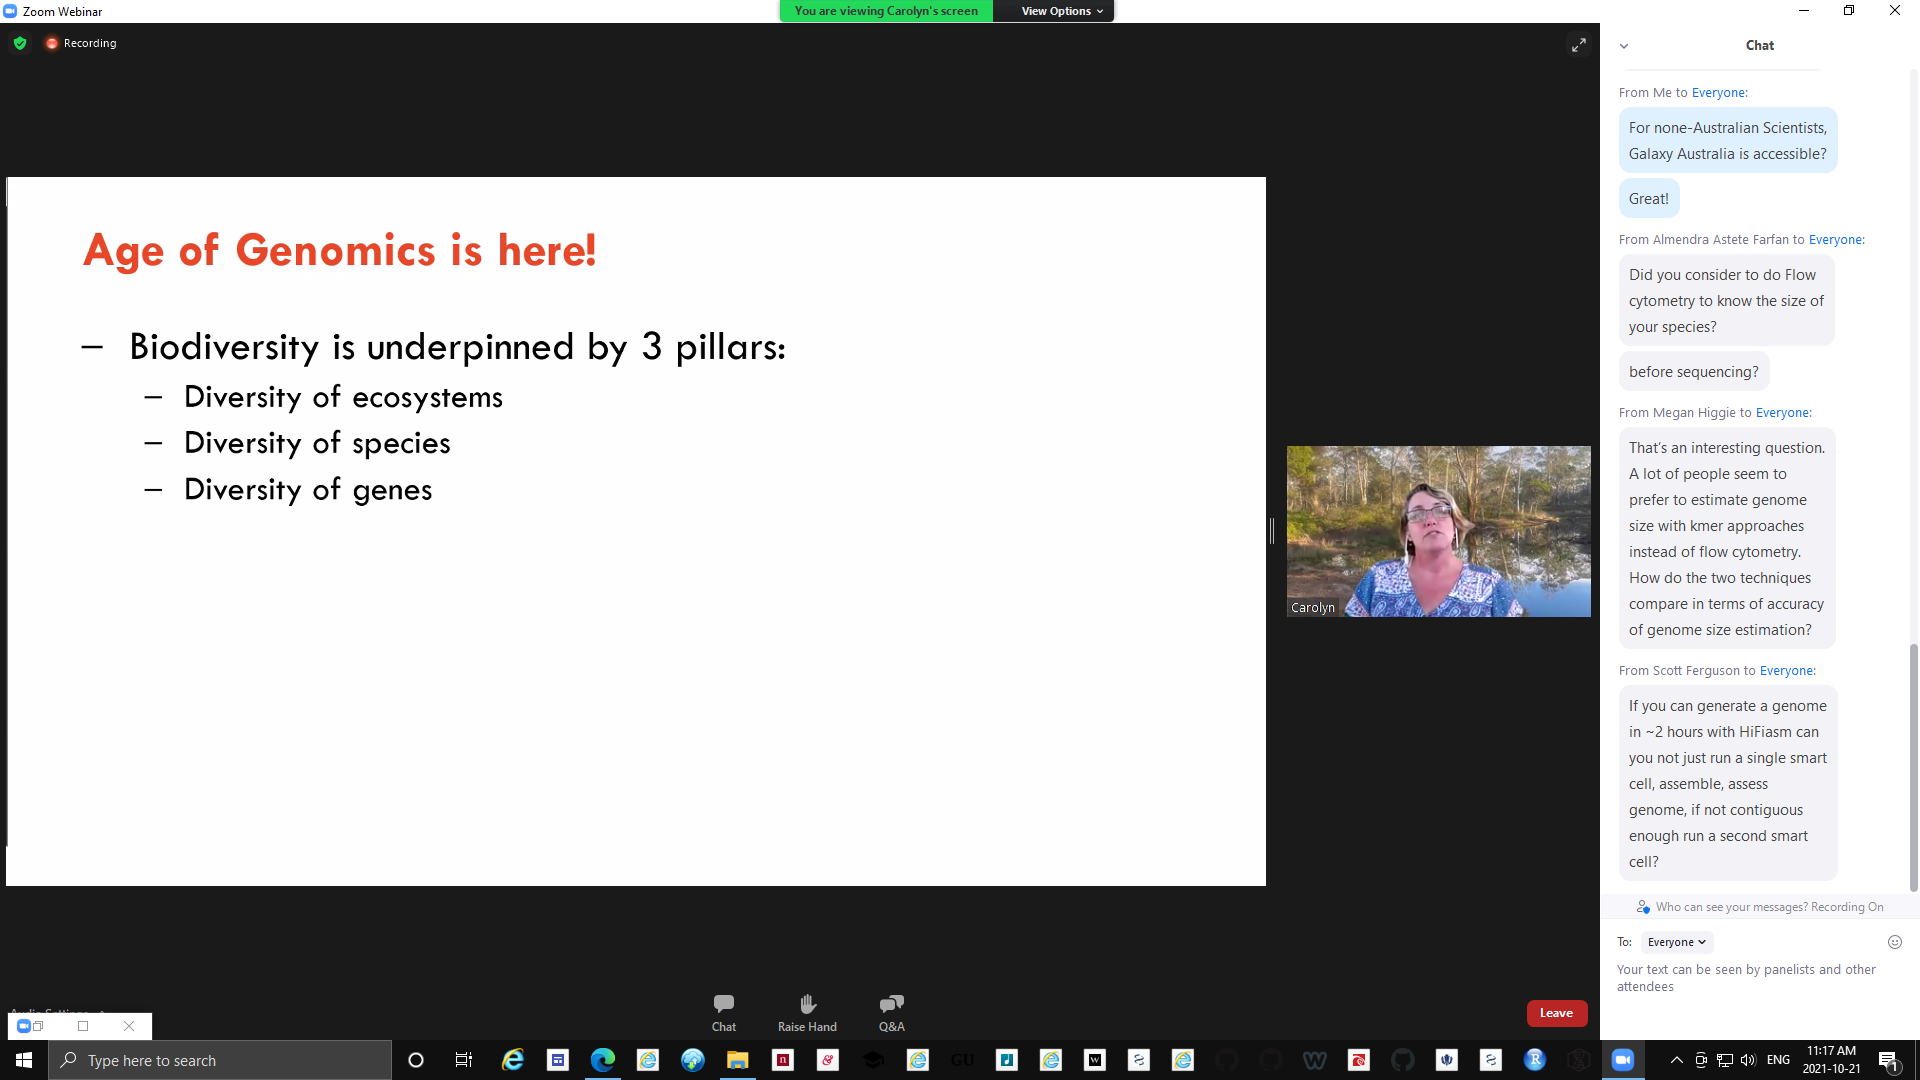 Zoom Webinar
You are viewing Carolyn's screen
View Options
Recording
Age of Genomics is here!
– Biodiversity is underpinned by 3 pillars:
– Diversity of ecosystems
– Diversity of species
– Diversity of genes
Carolyn
Chat
From Me to Everyone:
For none-Australian Scientists,
Galaxy Australia is accessible?
Great!
From Almendra Astete Farfan to Everyone:
Did you consider to do Flow
cytometry to know the size of
your species?
before sequencing?
From Megan Higgie to Everyone:
That's an interesting question.
A lot of people seem to
prefer to estimate genome
size with kmer approaches
instead of flow cytometry.
How do the two techniques
compare in terms of accuracy
of genome size estimation?
From Scott Ferguson to Everyone:
If you can generate a genome
in ~2 hours with HiFiasm can
you not just run a single smart
cell, assemble, assess
genome, if not contiguous
enough run a second smart
cell?
Who can see your messages? Recording On
To: Everyone
Your text can be seen by panelists and other
attendees
Chat
Raise Hand
Q&A
Leave
Type here to search
GU
ENG
11:17 AM
2021-10-21
1